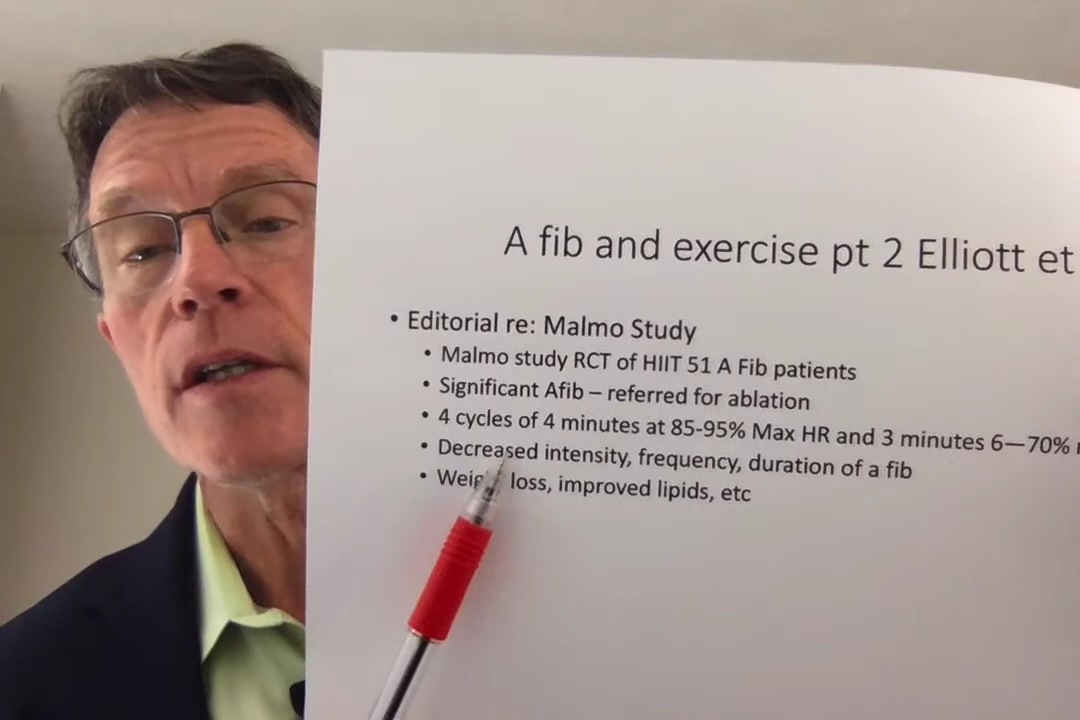 A fib and exercise pt 2 Elliott et
• Editorial re: Malmo Study
• Malmo study RCT of HIIT 51 A Fib patients
• Significant Afib – referred for ablation
• 4 cycles of 4 minutes at 85-95% Max HR and 3 minutes 6—70%
• Decreased intensity, frequency, duration of a fib
• loss, improved lipids, etc